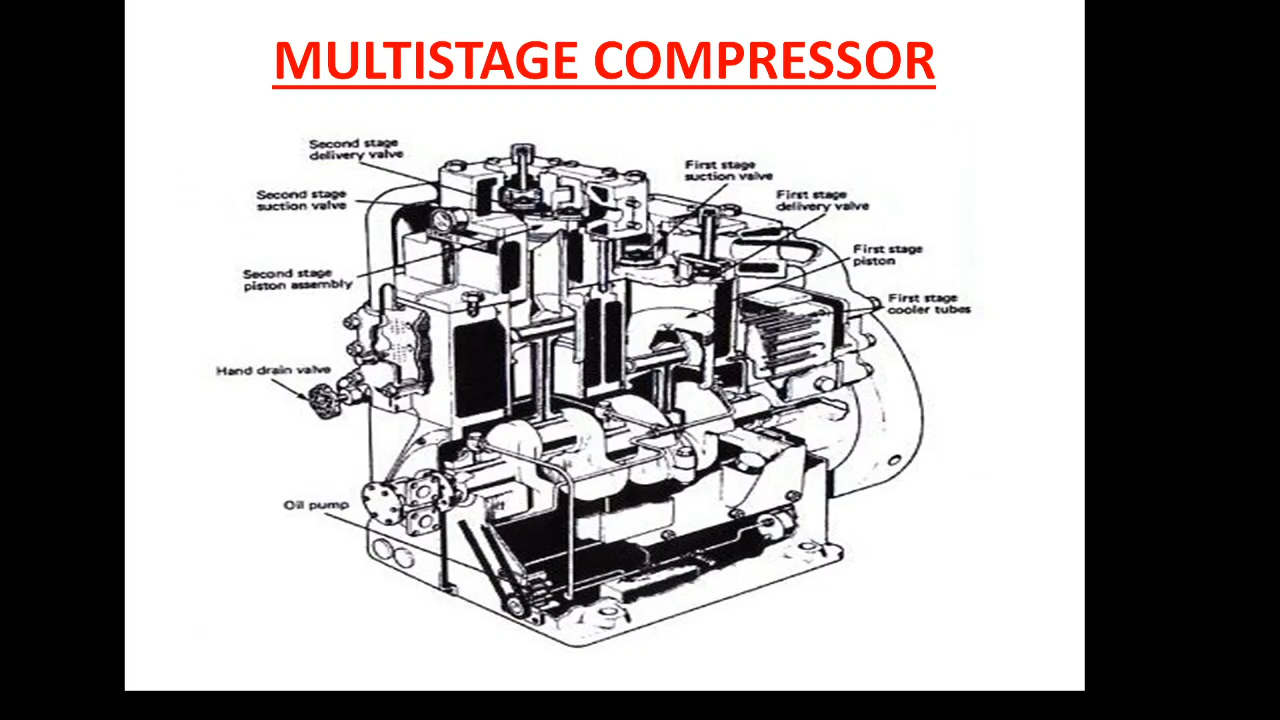 MULTISTAGE COMPRESSOR
Second stage
delivery valve
Second stage
suction valve
Second stage
piston assembly
Hand drain valve
Oil pump
First stage
suction valve
First stage
delivery valve
First stage
piston
First stage
cooler tubes